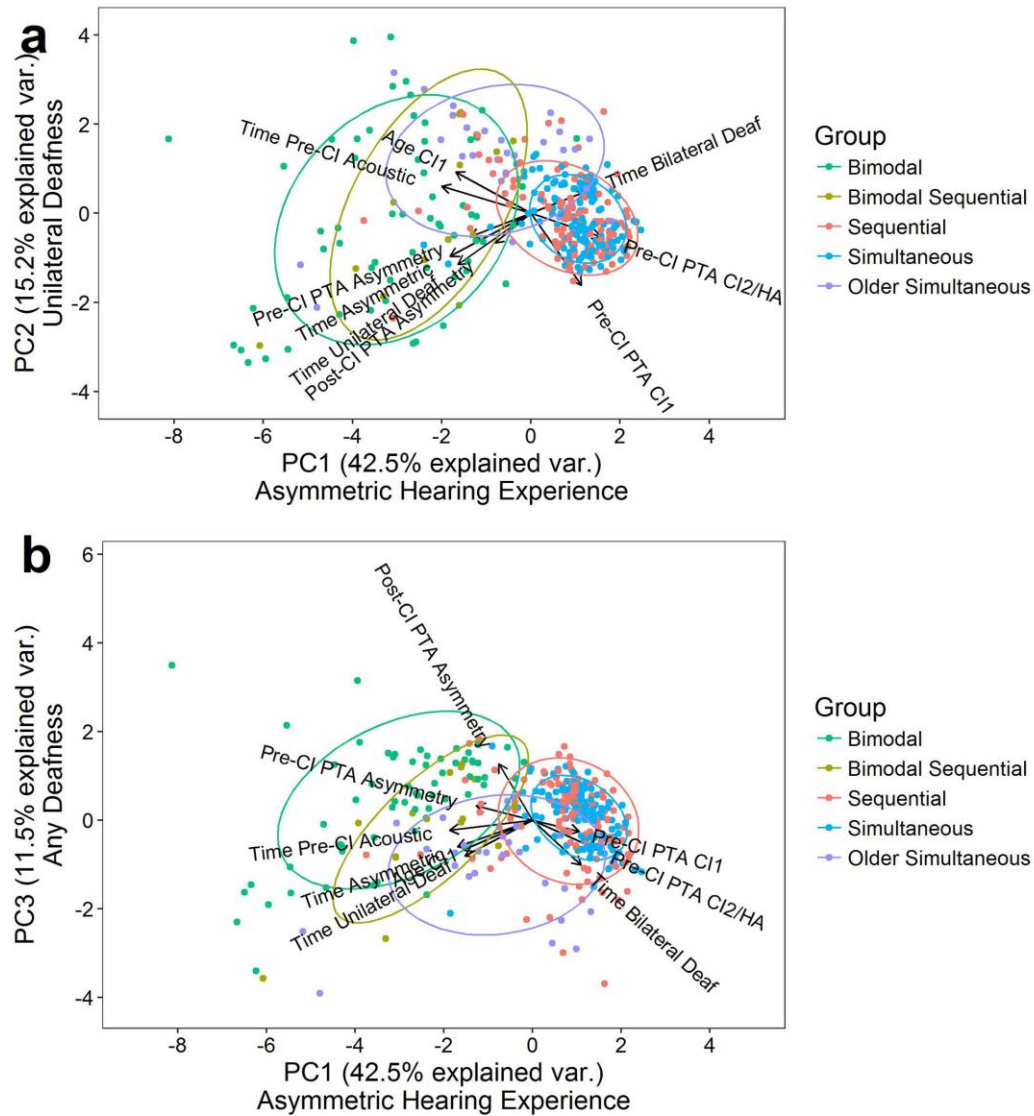 a
4
2
0
-2
-4
PC2 (15.2% explained var.)
Unilateral Deafness
Time Pre-CI Acoustic
Age CI1
Time Bilateral Deaf
Pre-CI PTA Asymmetry
Time Asymmetric
Time Unilateral Deaf
Post-CI PTA Asymmetry
Pre-CI PTA CI2/HA
Pre-CI PTA CI1
-8 -6 -4 -2 0 2 4
PC1 (42.5% explained var.)
Asymmetric Hearing Experience
Group
Bimodal
Bimodal Sequential
Sequential
Simultaneous
Older Simultaneous
b
6
4
2
0
-2
-4
PC3 (11.5% explained var.)
Any Deafness
Post-CI PTA Asymmetry
Pre-CI PTA Asymmetry
Time Pre-CI Acoustic
Time Asymmetric
Age CI1
Time Unilateral Deaf
Pre-CI PTA CI1
Pre-CI PTA CI2/HA
Time Bilateral Deaf
-8 -6 -4 -2 0 2 4
PC1 (42.5% explained var.)
Asymmetric Hearing Experience
Group
Bimodal
Bimodal Sequential
Sequential
Simultaneous
Older Simultaneous